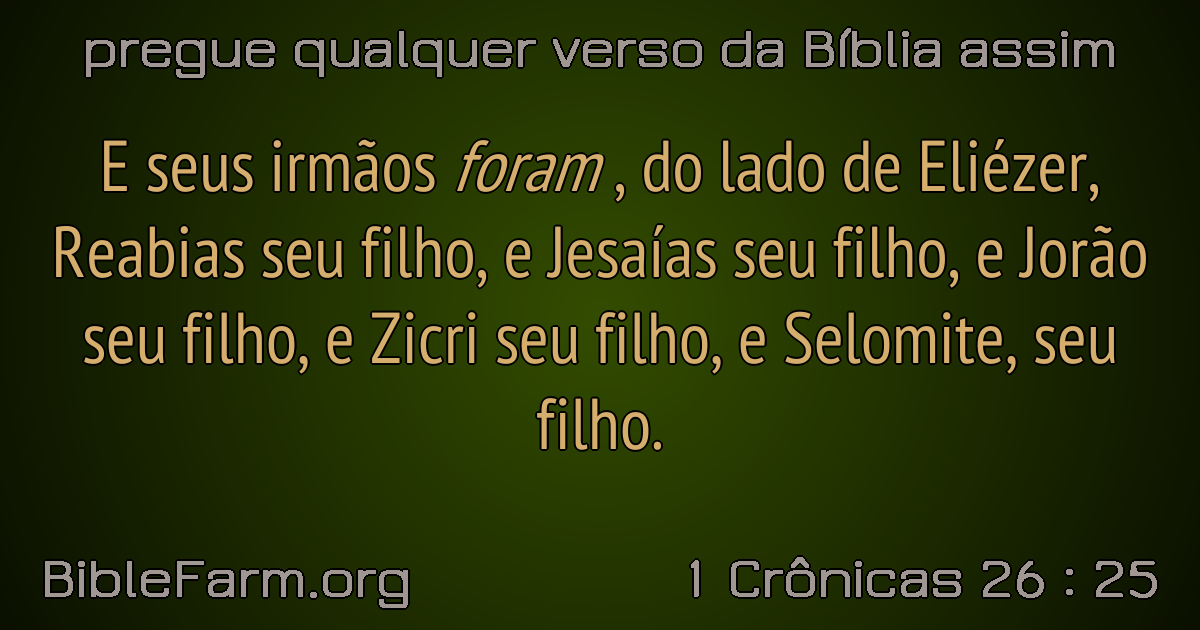 pregue qualquer verso da Bíblia assim
E seus irmãos foram , do lado de Eliézer,
Reabias seu filho, e Jesaías seu filho, e Jorão
seu filho, e Zicri seu filho, e Selomite, seu
filho.
BibleFarm.org
1 Crônicas 26 : 25